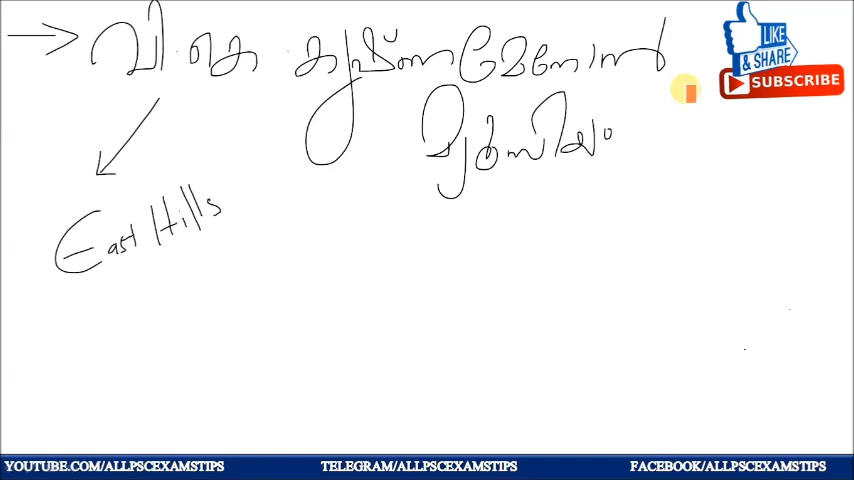 വി കെ കൃഷ്ണമേനോൻ
മ്യൂസിയം
East Hills
LIKE
& SHARE
SUBSCRIBE
YOUTUBE.COM/ALLPSCEXAMSTIPS TELEGRAM/ALLPSCEXAMSTIPS FACEBOOK/ALLPSCEXAMSTIPS